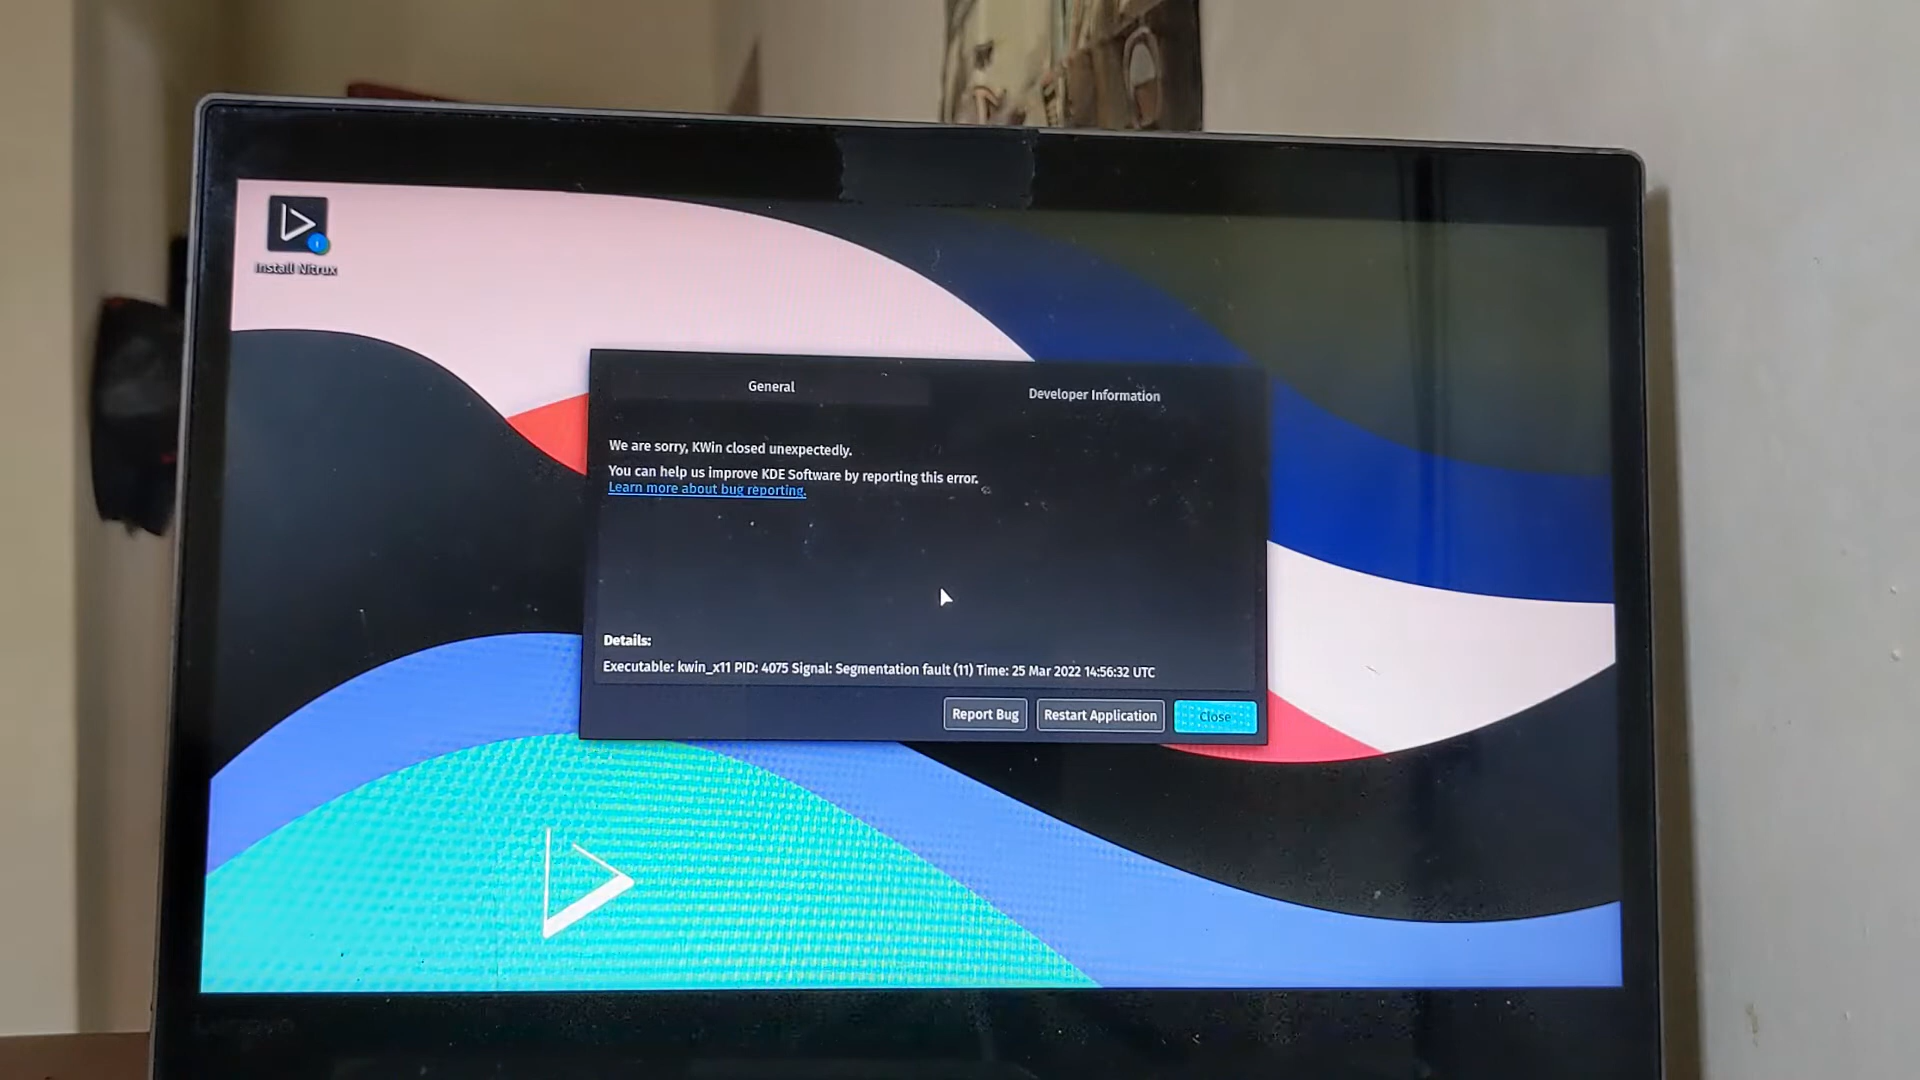 Install Nitrux
General
Developer Information
We are sorry, KWin closed unexpectedly.
You can help us improve KDE Software by reporting this error.
Learn more about bug reporting.
Details:
Executable: kwin_x11 PID: 4075 Signal: Segmentation fault (11) Time: 25 Mar 2022 14:56:32 UTC
Report Bug
Restart Application
Close